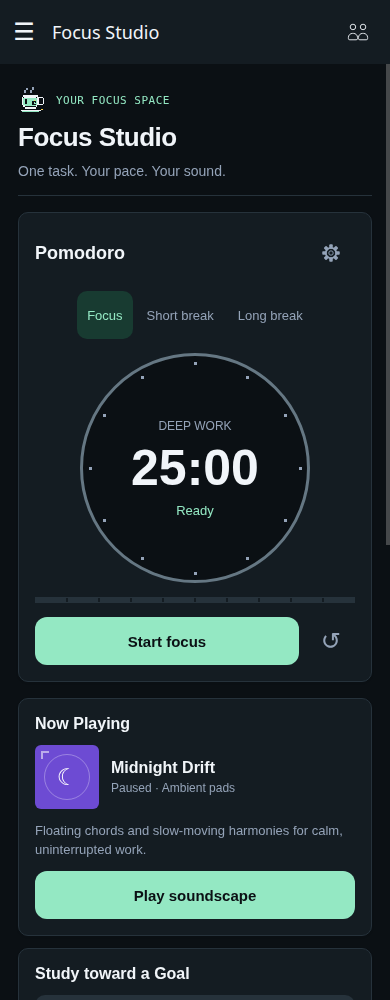 Focus Studio
YOUR FOCUS SPACE
Focus Studio
One task. Your pace. Your sound.
Pomodoro
Focus Short break Long break
DEEP WORK
25:00
Ready
Start focus
Now Playing
Midnight Drift
Paused · Ambient pads
Floating chords and slow-moving harmonies for calm,
uninterrupted work.
Play soundscape
Study toward a Goal